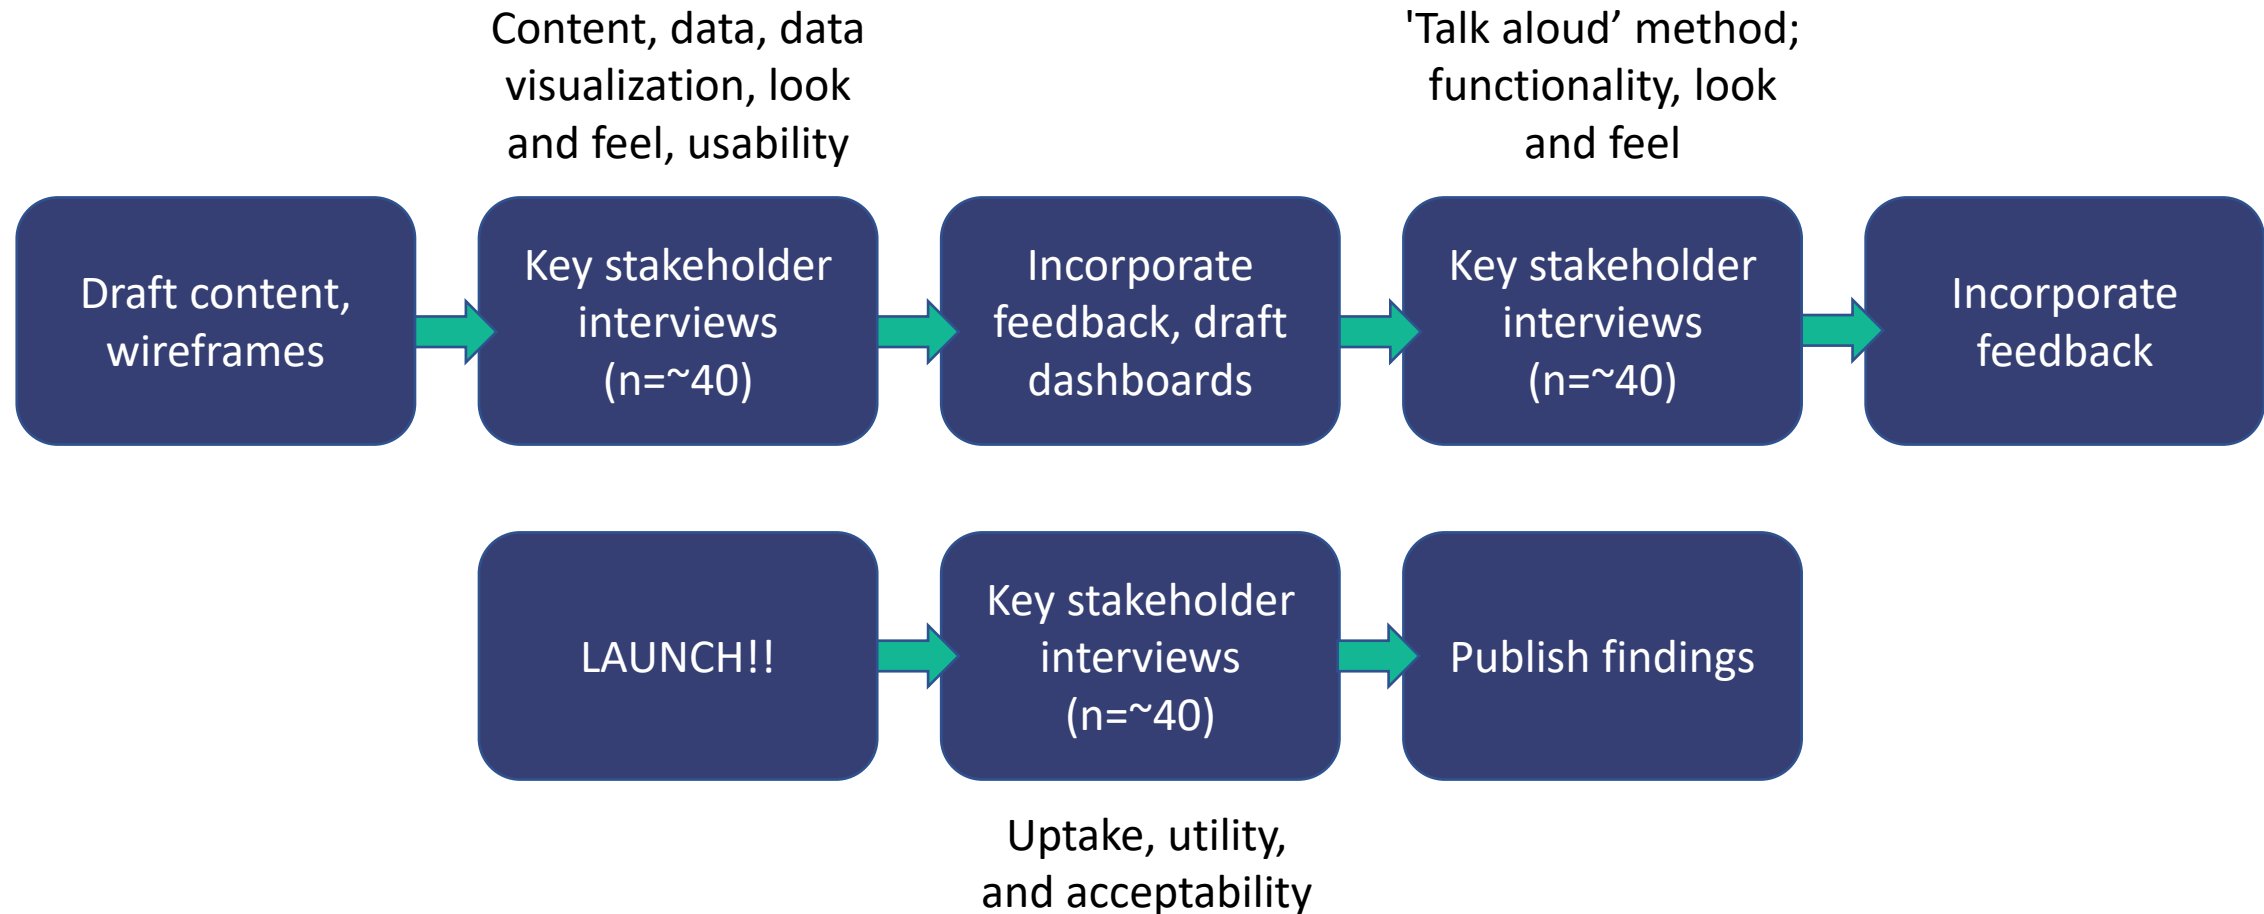 Content, data, data
visualization, look
and feel, usability
'Talk aloud’ method;
functionality, look
and feel
Draft content,
wireframes
Key stakeholder
interviews
(n=~40)
Incorporate
feedback, draft
dashboards
Key stakeholder
interviews
(n=~40)
Incorporate
feedback
LAUNCH!!
Key stakeholder
interviews
(n=~40)
Publish findings
Uptake, utility,
and acceptability